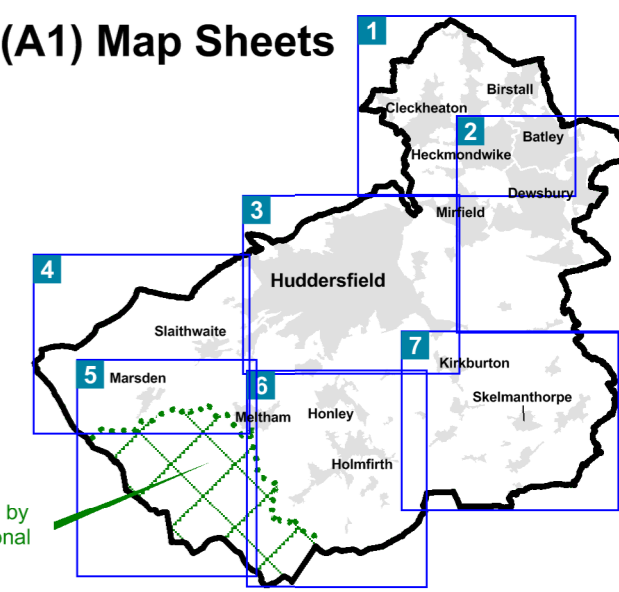 (A1) Map Sheets
1
Birstall
Cleckheaton
2
Batley
Heckmondwike
Dewsbury
3
Mirfield
4
Huddersfield
Slaithwaite
7
Kirkburton
5
Marsden
6
Skelmanthorpe
Meltham
Honley
Holmfirth
by
onal